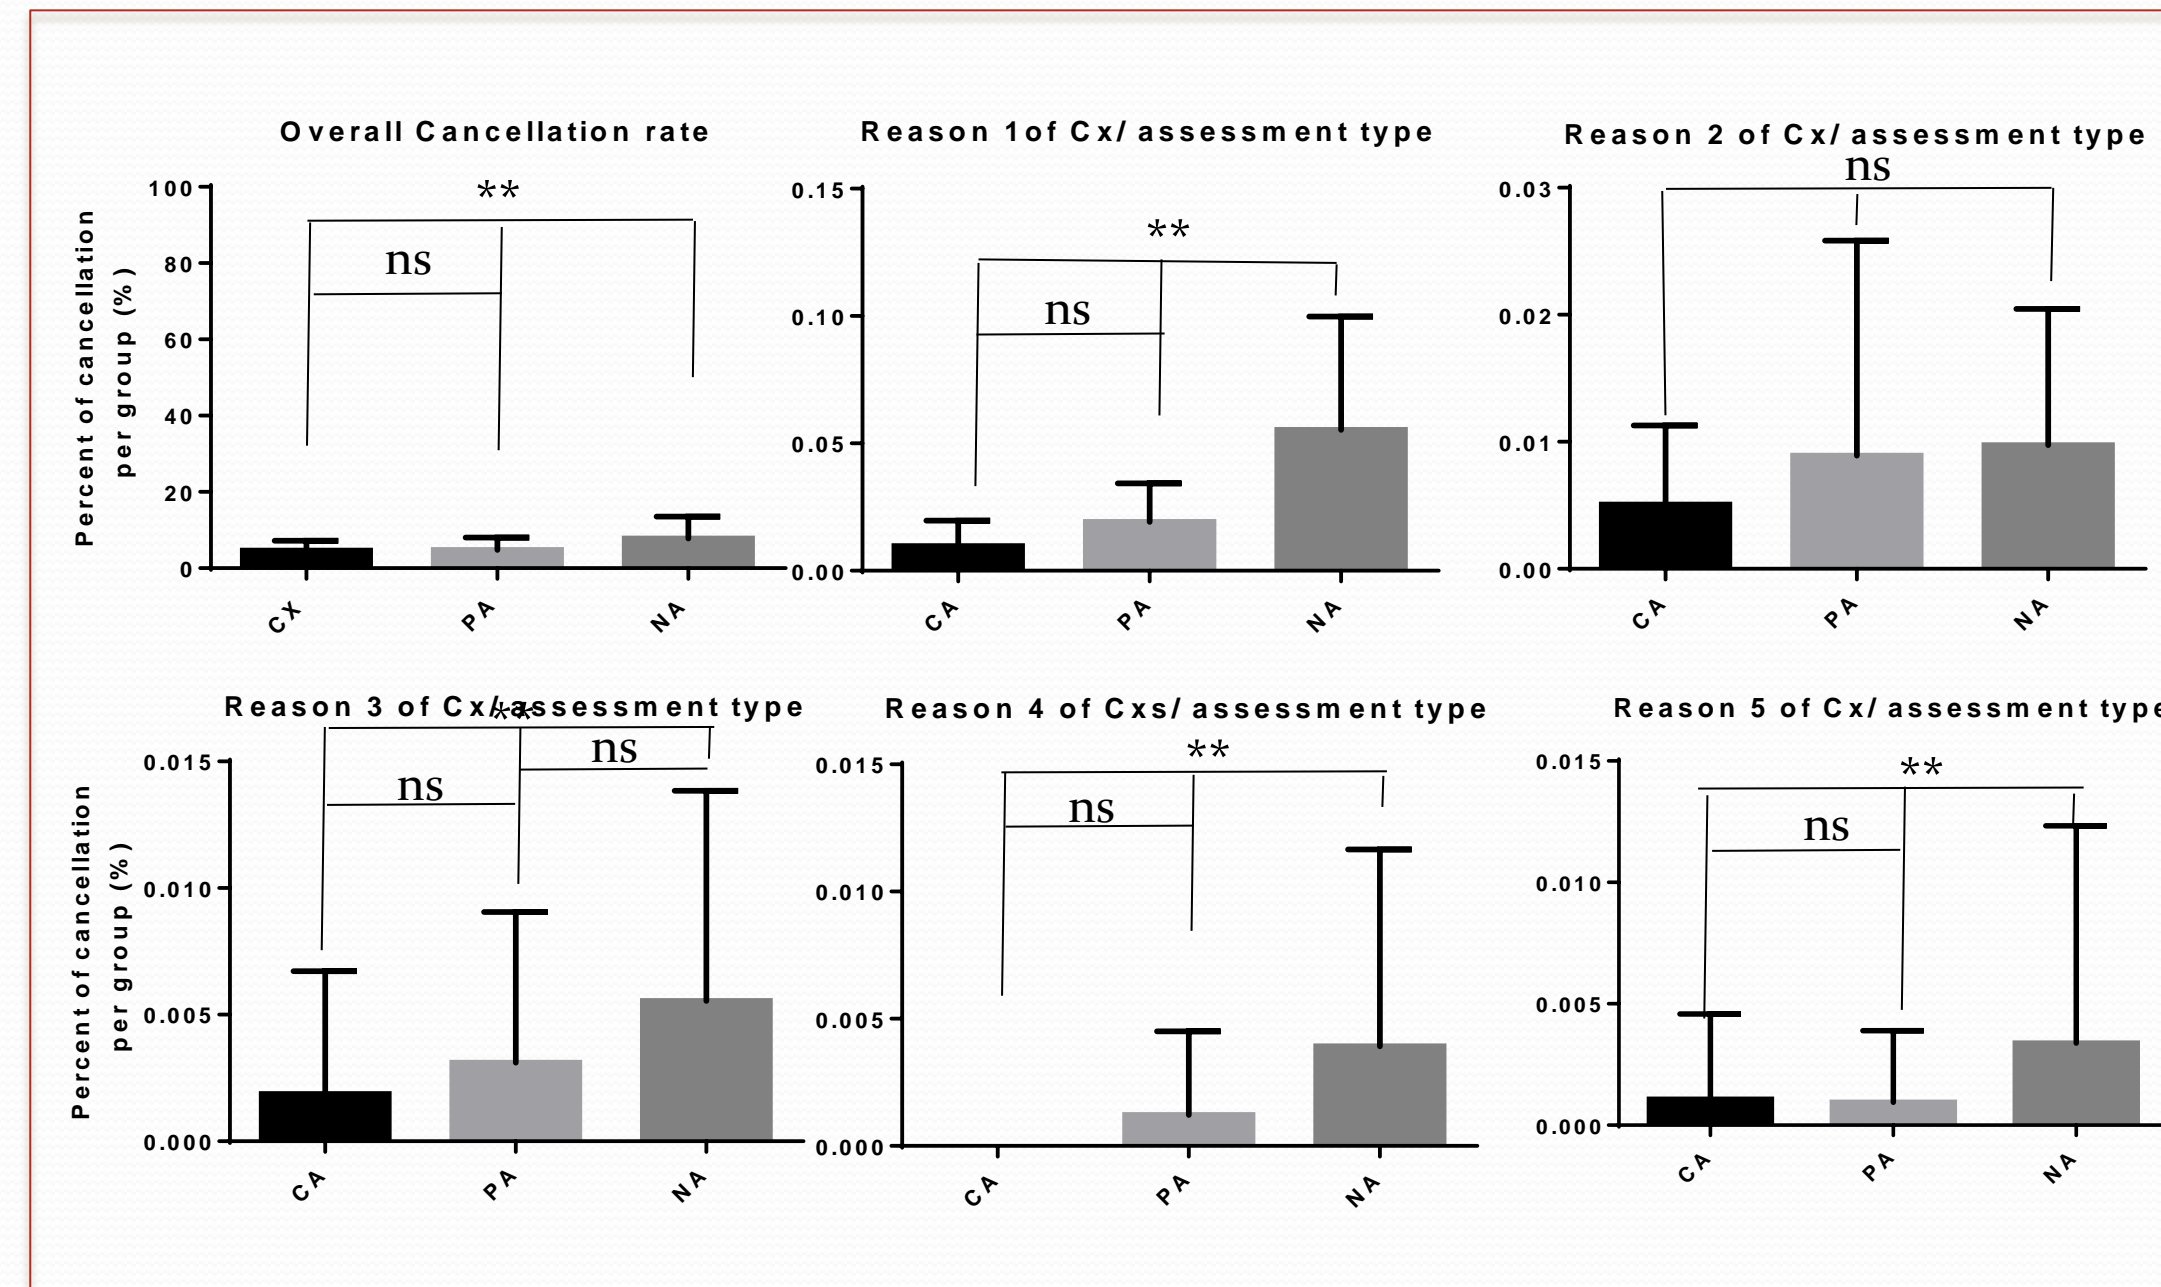 Overall Cancellation rate
Percent of cancellation
per group (%)
100
80
60
40
20
0
**
ns
CX
PA
NA
Reason 1of Cx/ assessment type
0.15
0.10
0.05
0.00
**
ns
CA
PA
NA
Reason 2 of Cx/ assessment type
ns
0.03
0.02
0.01
0.00
CA
PA
NA
Reason 3 of Cx/ assessment type
**
Percent of cancellation
per group (%)
ns
ns
0.015
0.010
0.005
0.000
CA
PA
NA
Reason 4 of Cxs/ assessment type
**
ns
0.015
0.010
0.005
0.000
CA
PA
NA
Reason 5 of Cx/ assessment type
**
ns
0.015
0.010
0.005
0.000
CA
PA
NA